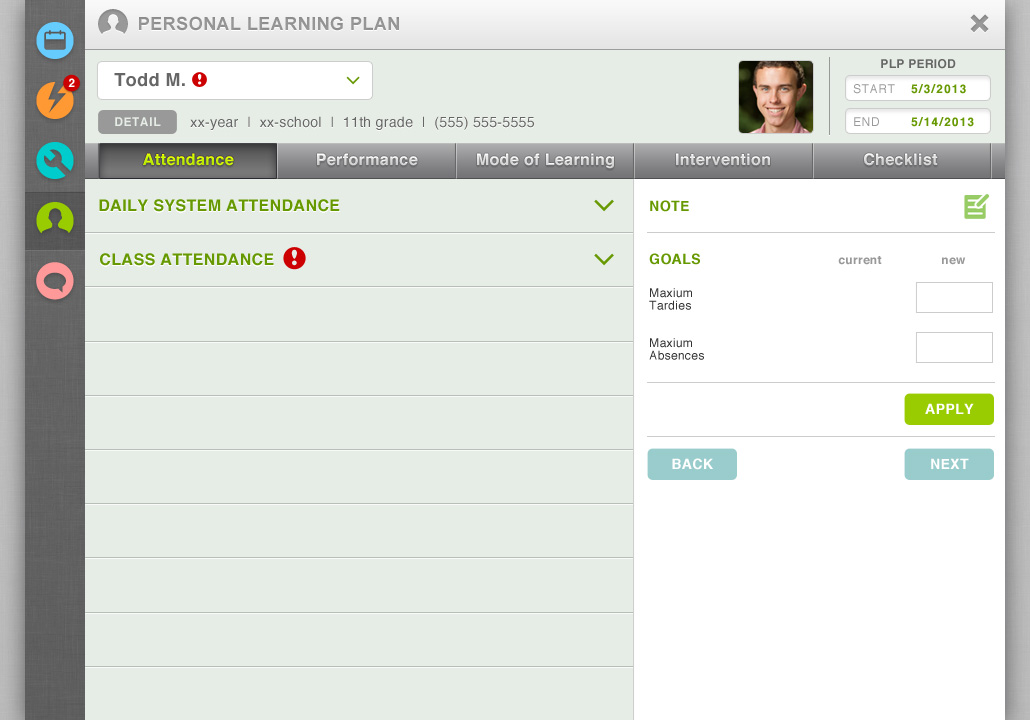 PERSONAL LEARNING PLAN
2
Todd M.
PLP PERIOD
START 5/3/2013
DETAIL xx-year | xx-school | 11th grade | (555) 555-5555
END 5/14/2013
Attendance Performance Mode of Learning Intervention Checklist
DAILY SYSTEM ATTENDANCE
CLASS ATTENDANCE
NOTE
GOALS current new
Maxium
Tardies
Maxium
Absences
APPLY
BACK NEXT